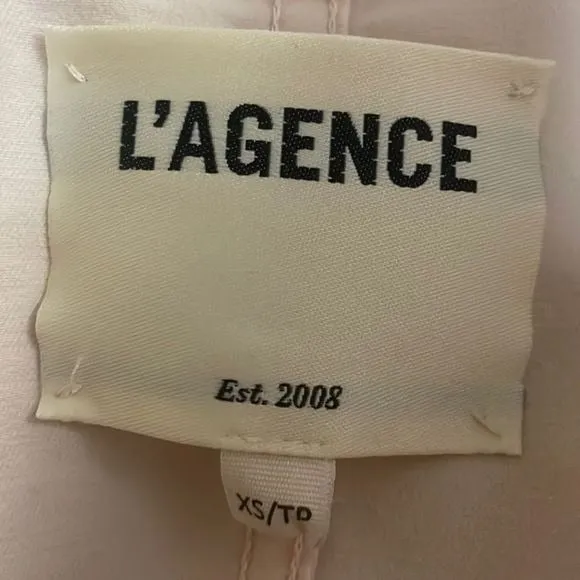 L'AGENCE
Est. 2008
XS/TP